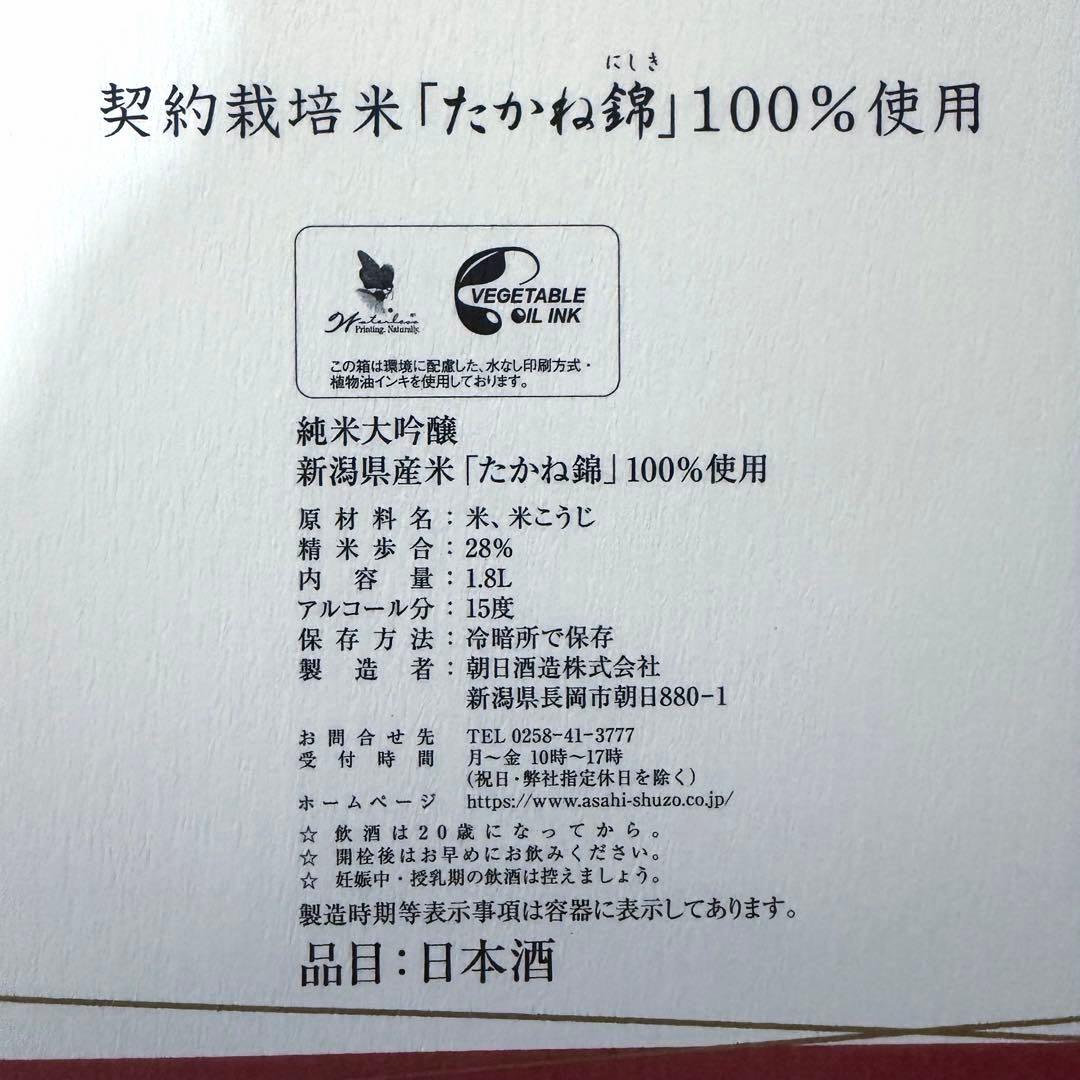 にしき
契約栽培米「たかね錦」100%使用
Waterless
Printing. Naturally.
VEGETABLE
OIL INK
この箱は環境に配慮した、水なし印刷方式・
植物油インキを使用しております。
純米大吟醸
新潟県産米「たかね錦」100%使用
原材料名：米、米こうじ
精米歩合：28%
内容量：1.8L
アルコール分：15度
保存方法：冷暗所で保存
製造者：朝日酒造株式会社
新潟県長岡市朝日880-1
お問合せ先 TEL 0258-41-3777
受付時間 月～金 10時～17時
（祝日・弊社指定休日を除く）
ホームページ https://www.asahi-shuzo.co.jp/
☆ 飲酒は20歳になってから。
☆ 開栓後はお早めにお飲みください。
☆ 妊娠中・授乳期の飲酒は控えましょう。
製造時期等表示事項は容器に表示してあります。
品目：日本酒